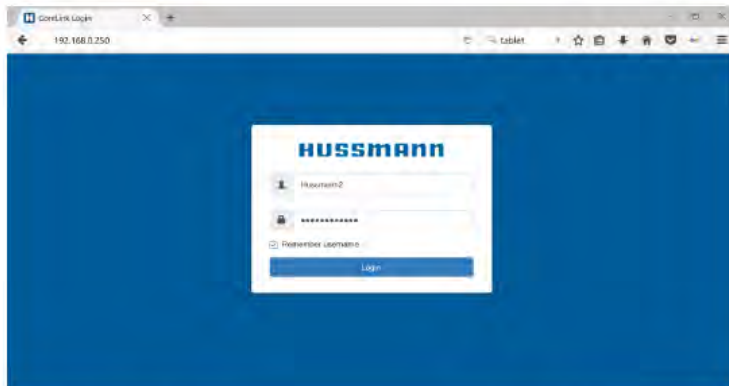 CoreLink Login
192.168.0.250
tablet
HUSSMANN
Hussmann2
Remember username
Login